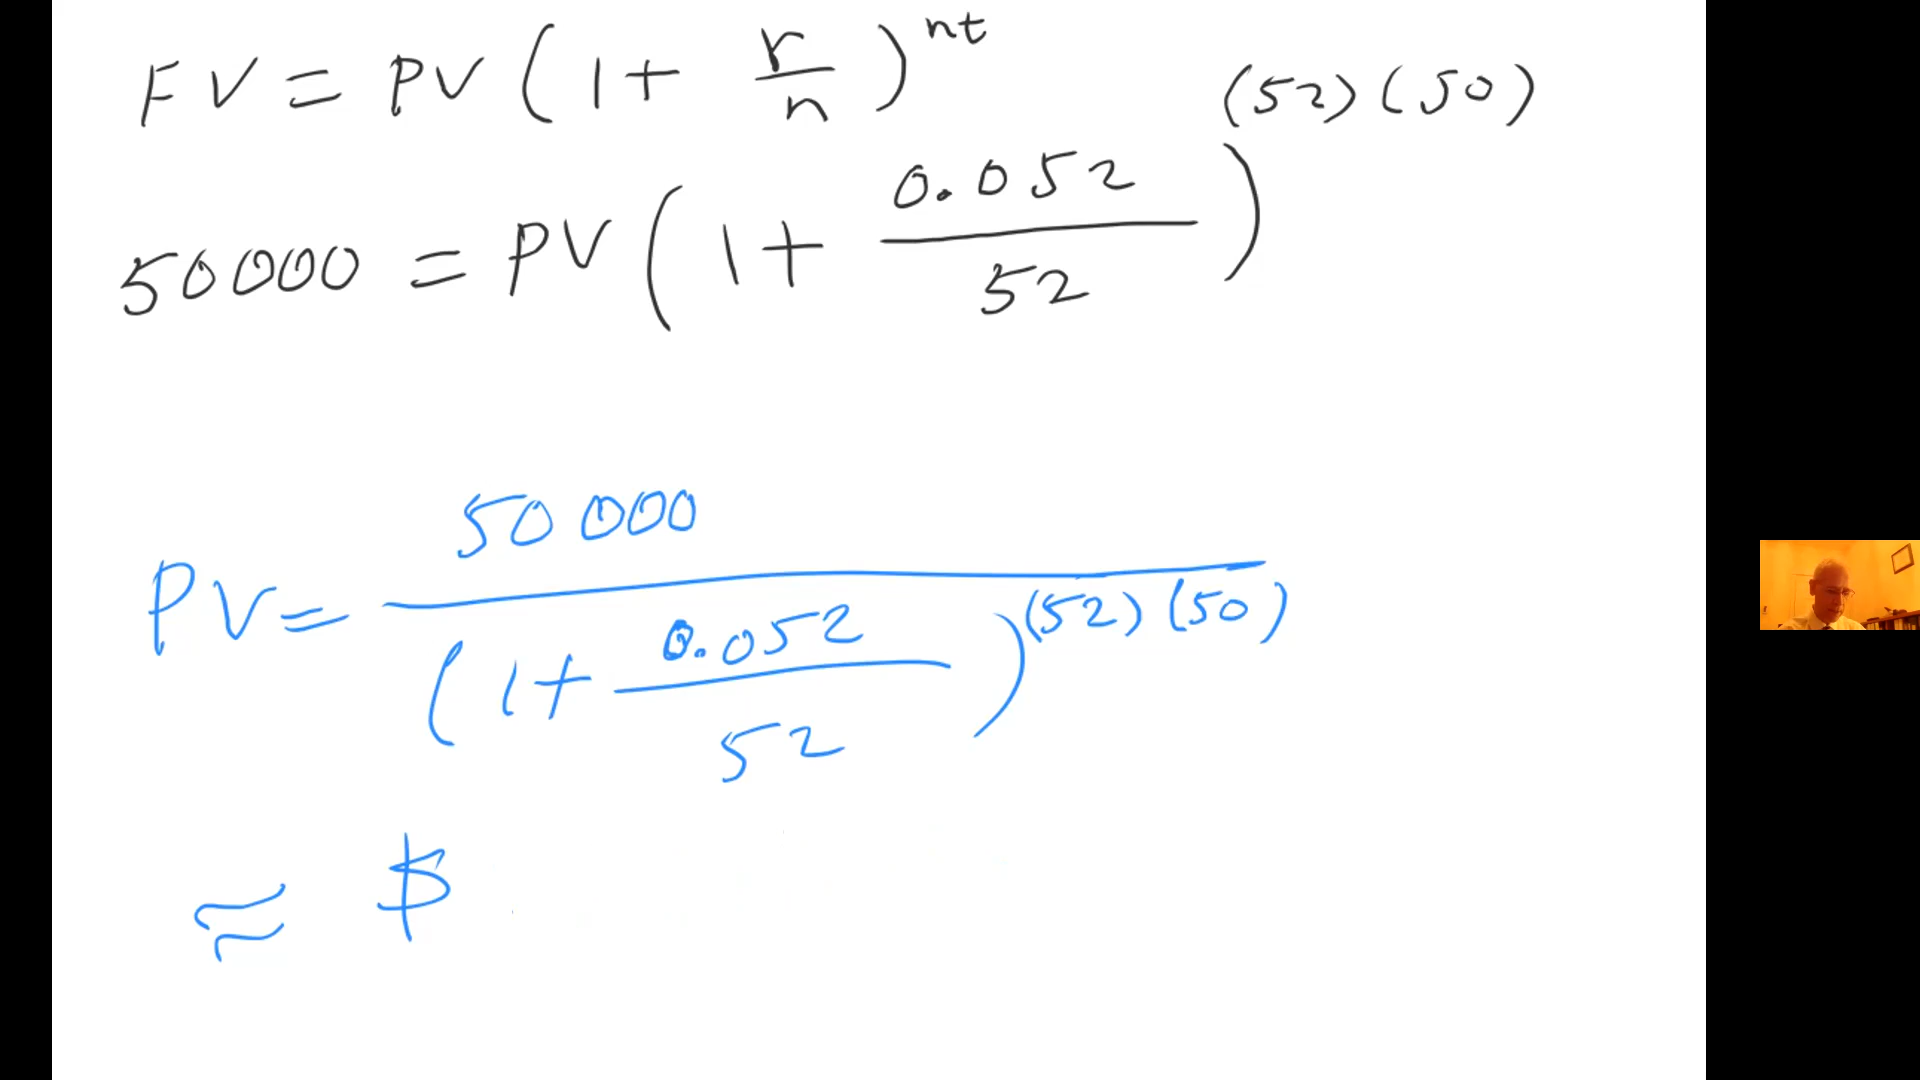 FV = PV ( 1 + r/n )^nt
50000 = PV ( 1 + 0.052/52 )^(52)(50)
PV = 50000 / ( 1 + 0.052/52 )^(52)(50)
≈ $